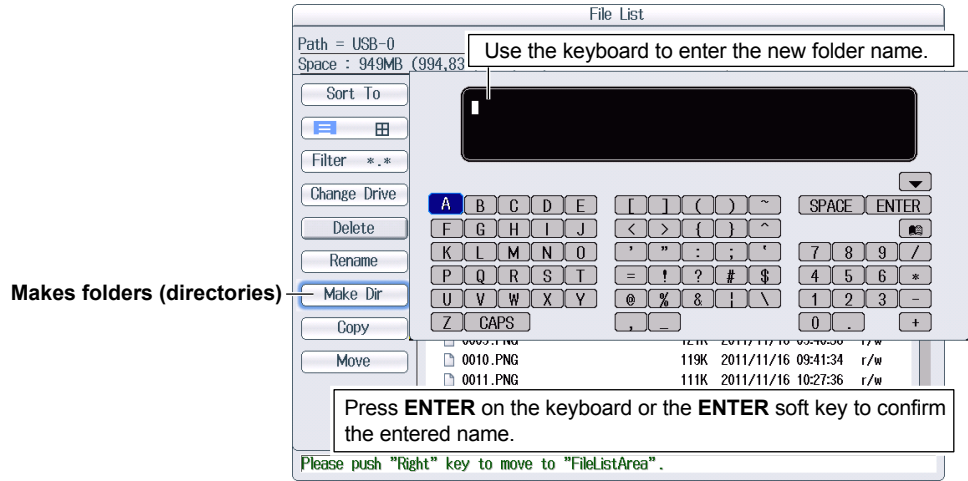 File List
Path = USB-0
Space : 949MB (994,83
Use the keyboard to enter the new folder name.
Sort To
Filter *.*
Change Drive
Delete
Rename
Makes folders (directories)
Make Dir
Copy
Move
A B C D E [ ] ( ) ~ SPACE ENTER
F G H I J < > { } ^
K L M N O ' " : ; ` 7 8 9 /
P Q R S T = ! ? # $ 4 5 6 *
U V W X Y @ % & ¦ \ 1 2 3 -
Z CAPS , _ 0 . +
0010.PNG 119K 2011/11/16 09:41:34 r/w
0011.PNG 111K 2011/11/16 10:27:36 r/w
Press ENTER on the keyboard or the ENTER soft key to confirm
the entered name.
Please push "Right" key to move to "FileListArea".